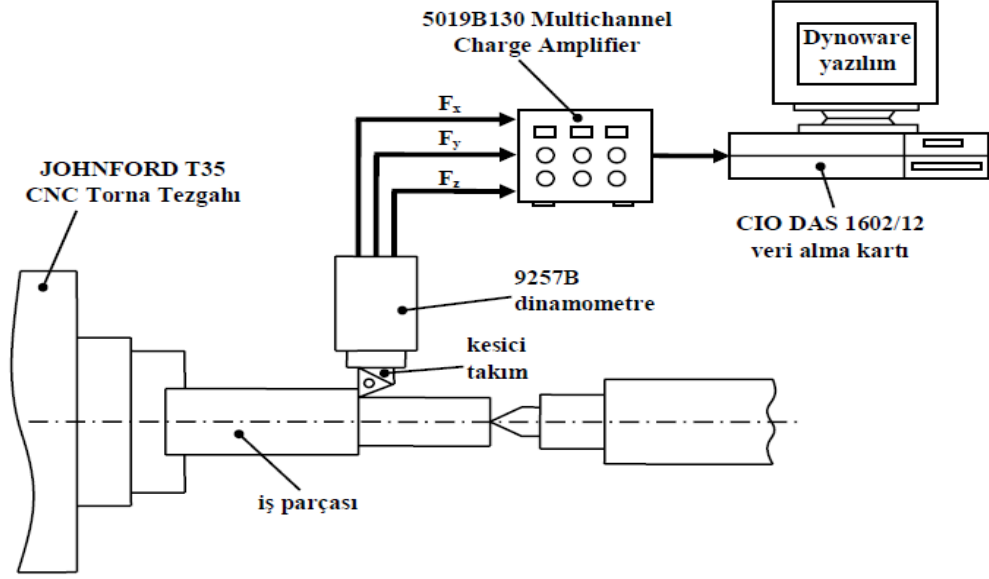 5019B130 Multichannel
Charge Amplifier
Dynoware
yazılım
Fx
Fy
Fz
JOHNFORD T35
CNC Torna Tezgahı
CIO DAS 1602/12
veri alma kartı
9257B
dinamometre
kesici
takım
iş parçası